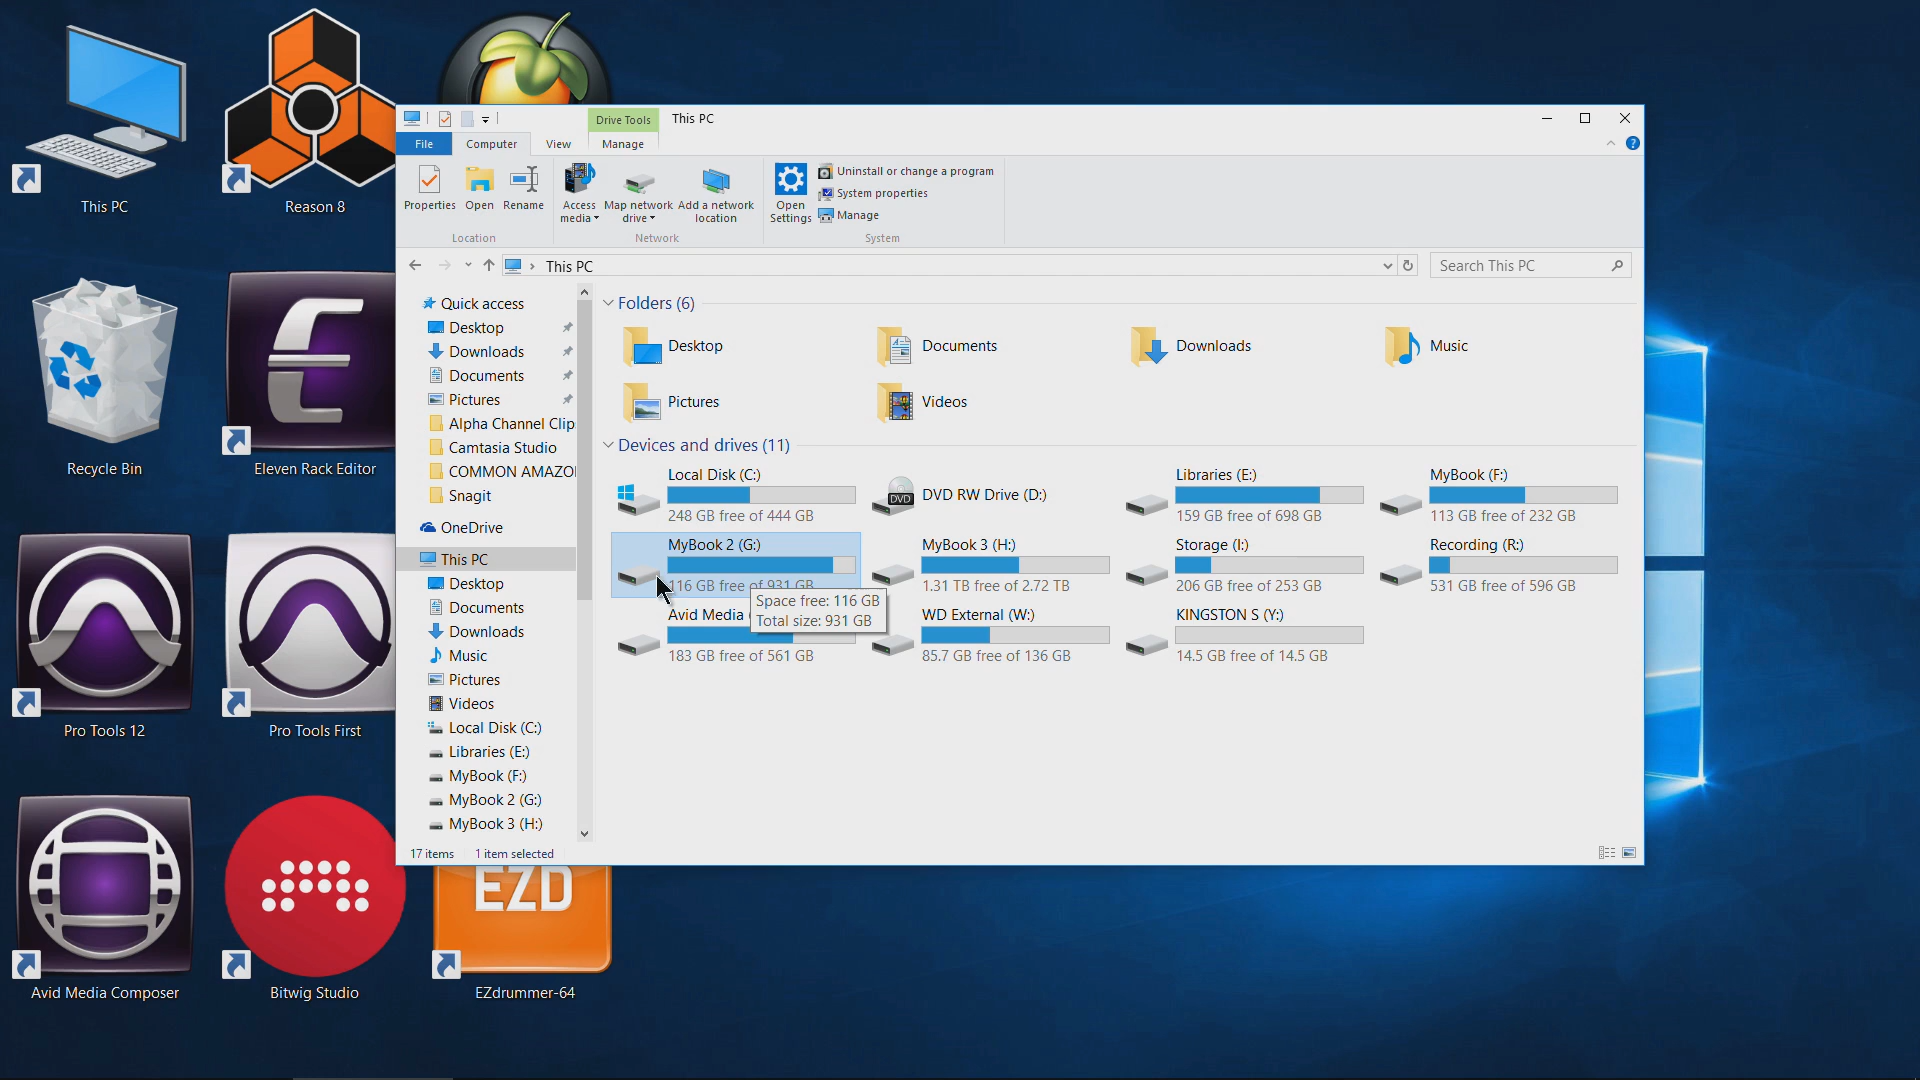 This PC
Reason 8
Recycle Bin
Eleven Rack Editor
Pro Tools 12
Pro Tools First
Avid Media Composer
Bitwig Studio
EZD
EZdrummer-64
Drive Tools
This PC
File
Computer
View
Manage
Properties
Open
Rename
Access media
Map network drive
Add a network location
Open Settings
Uninstall or change a program
System properties
Manage
Location
Network
System
This PC
Search This PC
Quick access
Desktop
Downloads
Documents
Pictures
Alpha Channel Clip
Camtasia Studio
COMMON AMAZO
Snagit
OneDrive
This PC
Desktop
Documents
Downloads
Music
Pictures
Videos
Local Disk (C:)
Libraries (E:)
MyBook (F:)
MyBook 2 (G:)
MyBook 3 (H:)
Folders (6)
Desktop
Documents
Downloads
Music
Pictures
Videos
Devices and drives (11)
Local Disk (C:)
248 GB free of 444 GB
DVD
DVD RW Drive (D:)
Libraries (E:)
159 GB free of 698 GB
MyBook (F:)
113 GB free of 232 GB
MyBook 2 (G:)
116 GB free of 931 GB
MyBook 3 (H:)
1.31 TB free of 2.72 TB
Storage (I:)
206 GB free of 253 GB
Recording (R:)
531 GB free of 596 GB
Space free: 116 GB
Total size: 931 GB
Avid Media
183 GB free of 561 GB
WD External (W:)
85.7 GB free of 136 GB
KINGSTON S (Y:)
14.5 GB free of 14.5 GB
17 items
1 item selected